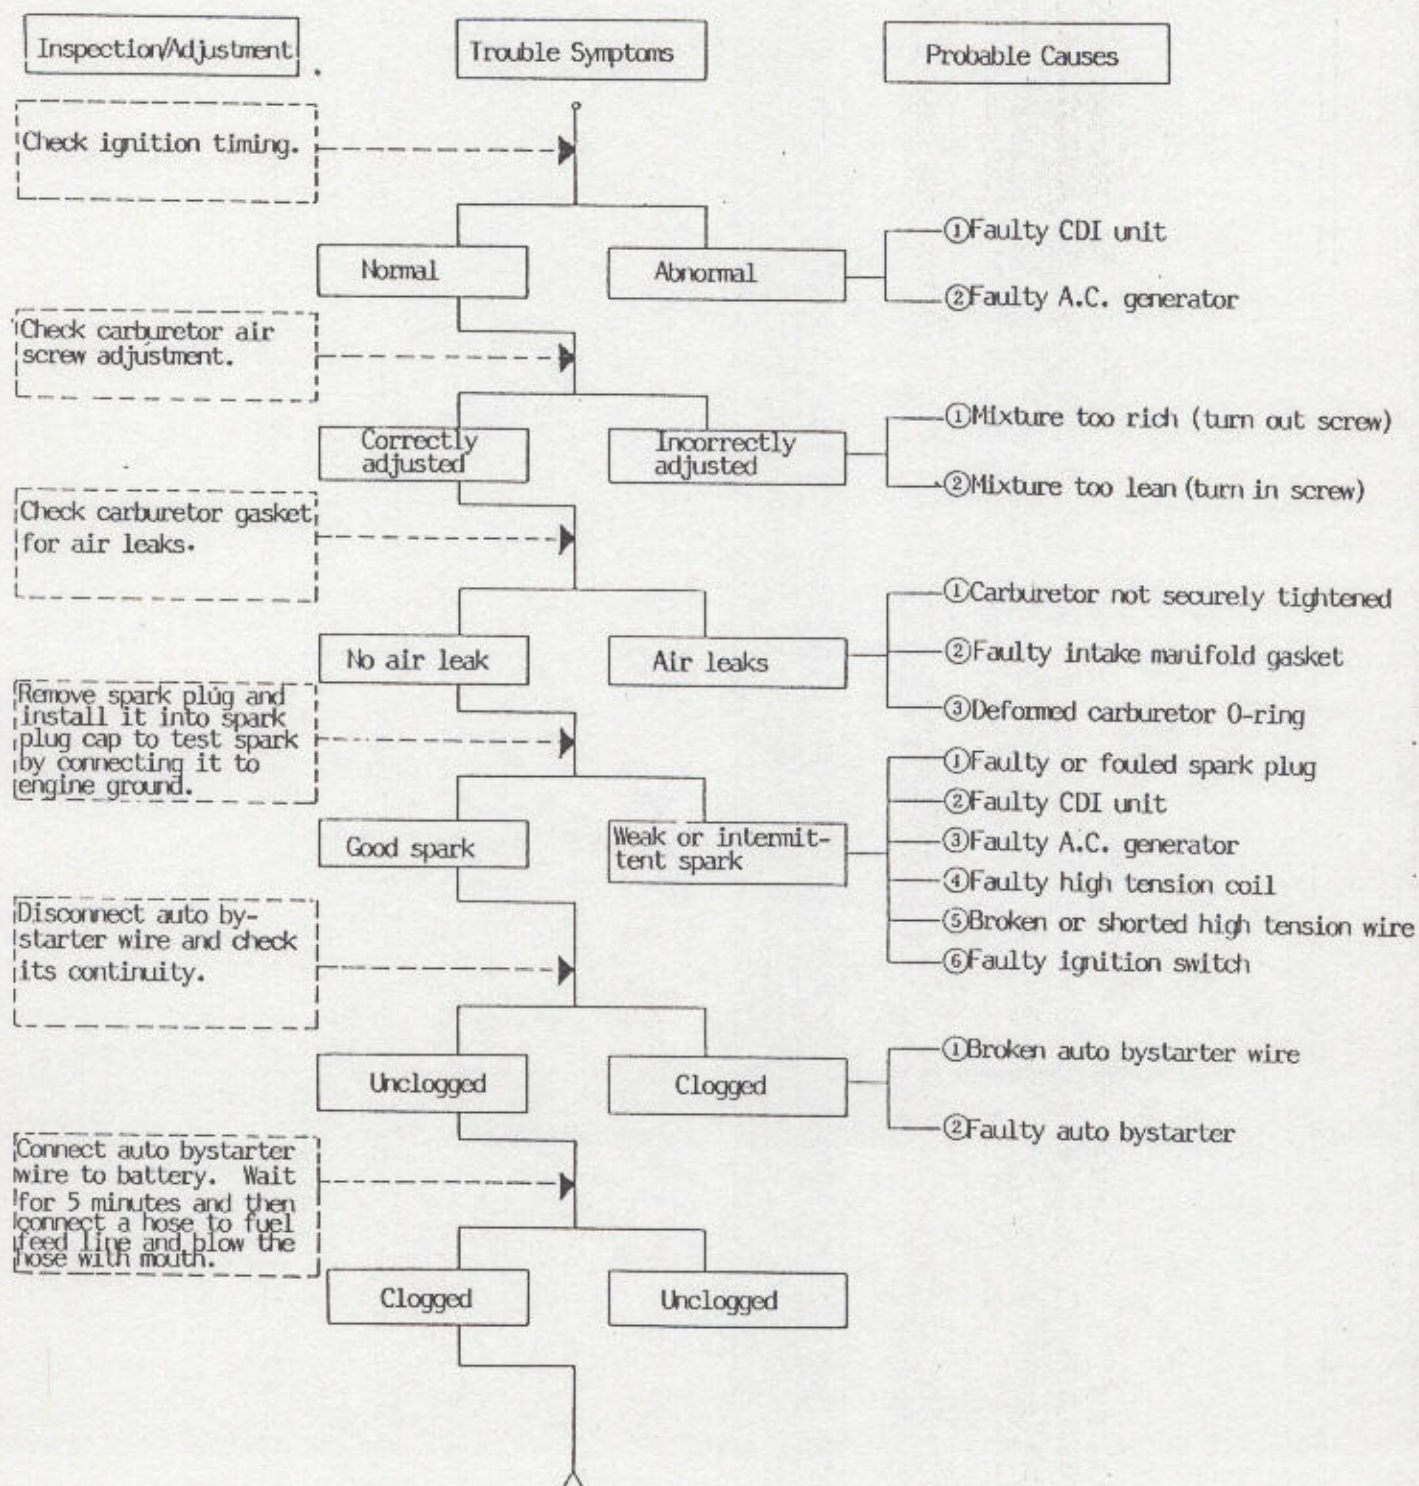 Inspection/Adjustment
Trouble Symptoms
Probable Causes
Check ignition timing.
Normal
Abnormal
①Faulty CDI unit
②Faulty A.C. generator
Check carburetor air
screw adjustment.
Correctly
adjusted
Incorrectly
adjusted
①Mixture too rich (turn out screw)
②Mixture too lean (turn in screw)
Check carburetor gasket
for air leaks.
No air leak
Air leaks
①Carburetor not securely tightened
②Faulty intake manifold gasket
③Deformed carburetor O-ring
Remove spark plug and
install it into spark
plug cap to test spark
by connecting it to
engine ground.
Good spark
Weak or intermit-
tent spark
①Faulty or fouled spark plug
②Faulty CDI unit
③Faulty A.C. generator
④Faulty high tension coil
⑤Broken or shorted high tension wire
⑥Faulty ignition switch
Disconnect auto by-
starter wire and check
its continuity.
Unclogged
Clogged
①Broken auto bystarter wire
②Faulty auto bystarter
Connect auto bystarter
wire to battery. Wait
for 5 minutes and then
connect a hose to fuel
feed line and blow the
hose with mouth.
Clogged
Unclogged